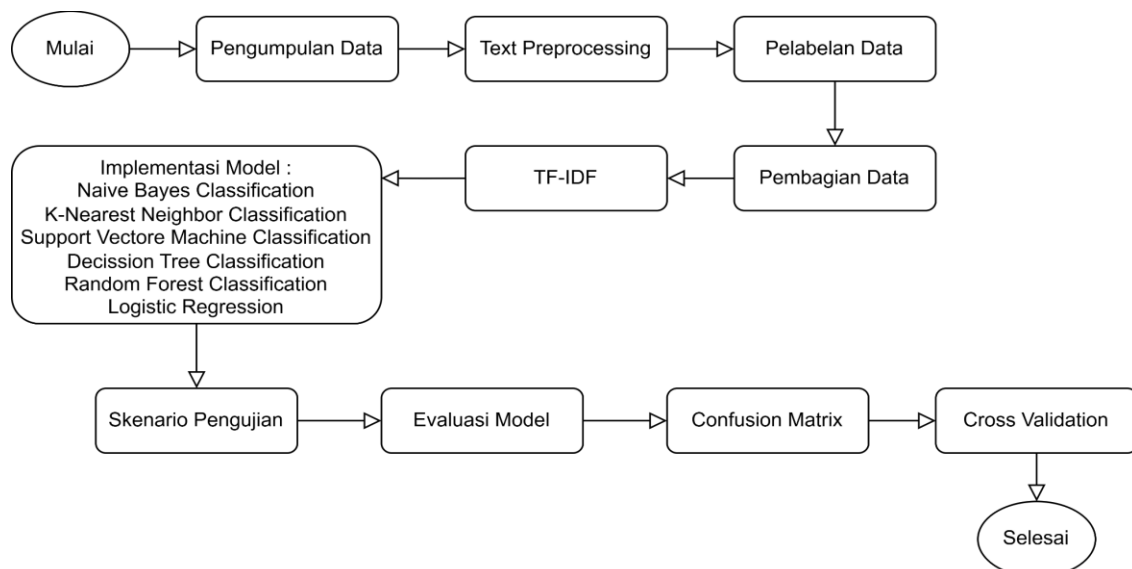 Mulai
Pengumpulan Data
Text Preprocessing
Pelabelan Data
Pembagian Data
TF-IDF
Implementasi Model :
Naive Bayes Classification
K-Nearest Neighbor Classification
Support Vectore Machine Classification
Decission Tree Classification
Random Forest Classification
Logistic Regression
Skenario Pengujian
Evaluasi Model
Confusion Matrix
Cross Validation
Selesai